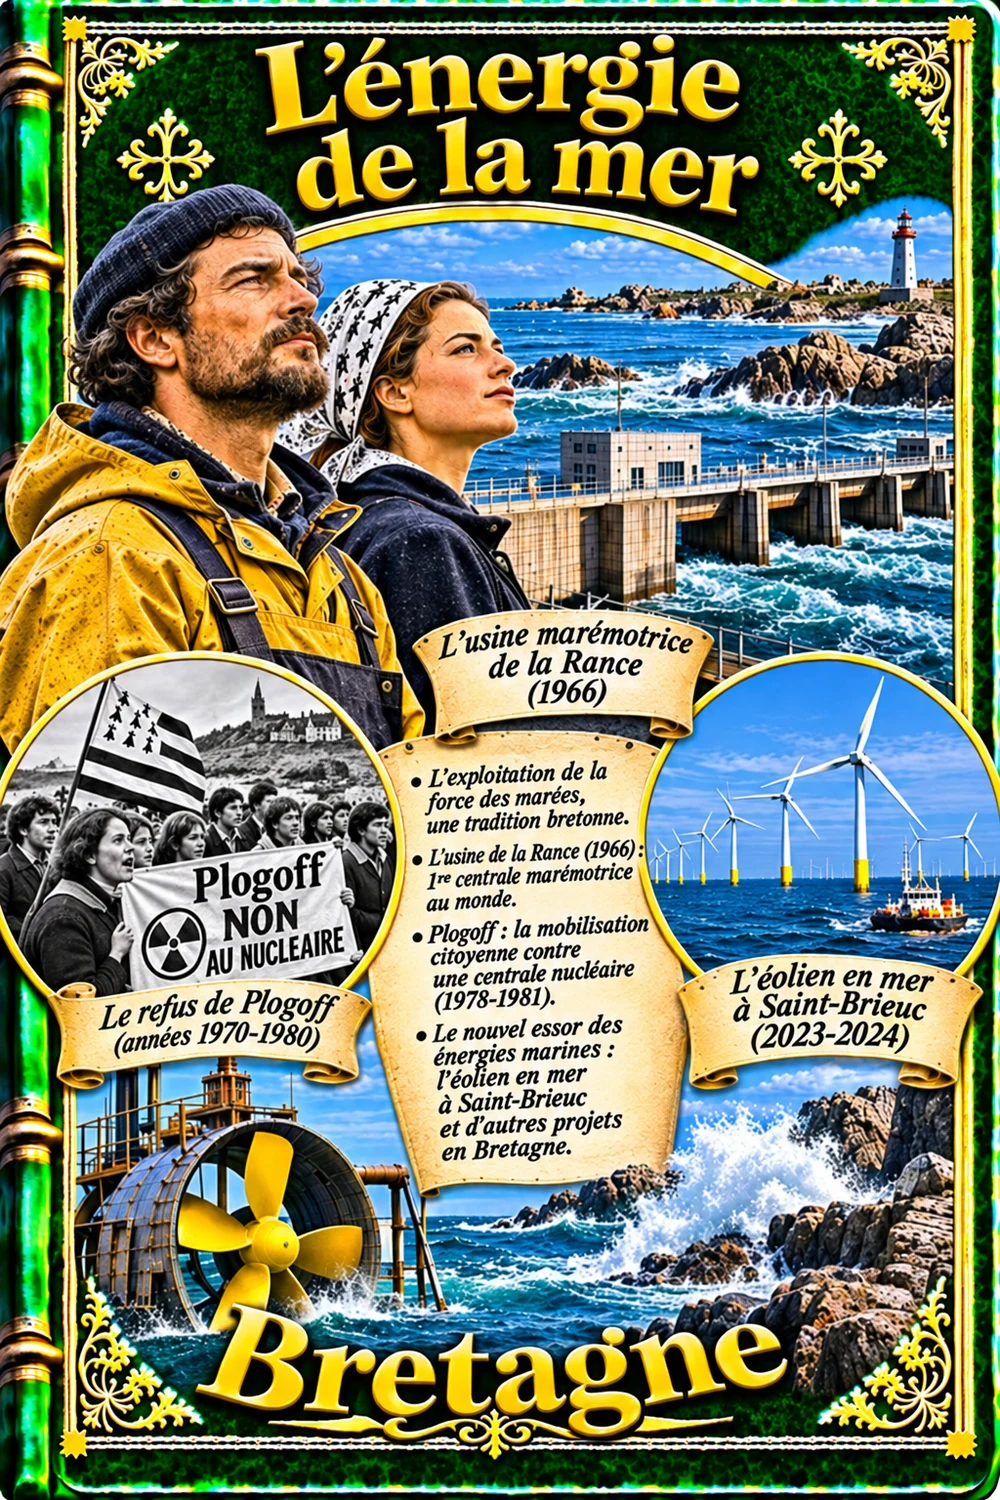 L'énergie
de la mer
L'usine marémotrice
de la Rance
(1966)
Plogoff
NON
AU NUCLEAIRE
Le refus de Plogoff
(années 1970-1980)
• L'exploitation de la
force des marées,
une tradition bretonne.
• L'usine de la Rance (1966) :
1re centrale marémotrice
au monde.
• Plogoff : la mobilisation
citoyenne contre
une centrale nucléaire
(1978-1981).
• Le nouvel essor des
énergies marines :
l'éolien en mer
à Saint-Brieuc
et d'autres projets
en Bretagne.
L'éolien en mer
à Saint-Brieuc
(2023-2024)
Bretagne